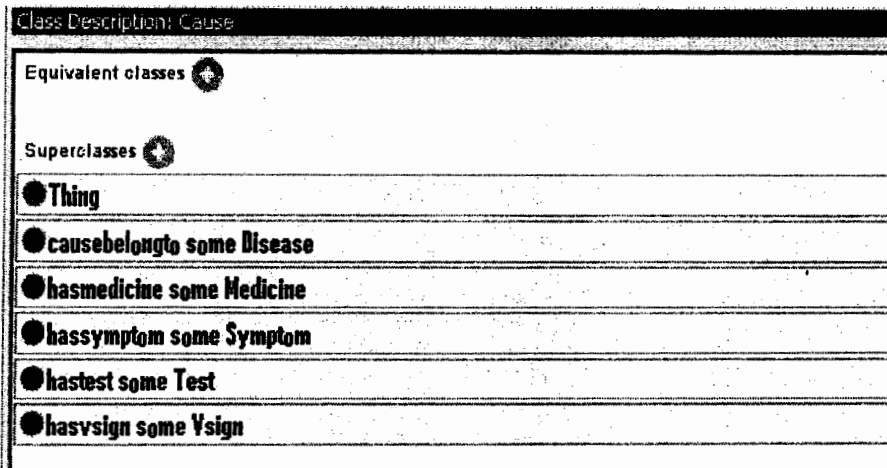 Class Description: Cause
Equivalent classes
Superclasses
Thing
causebelongto some Disease
hasmedicine some Medicine
hassymptom some Symptom
hastest some Test
hasvsign some Vsign